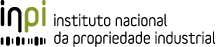 inpi instituto nacional
da propriedade industrial